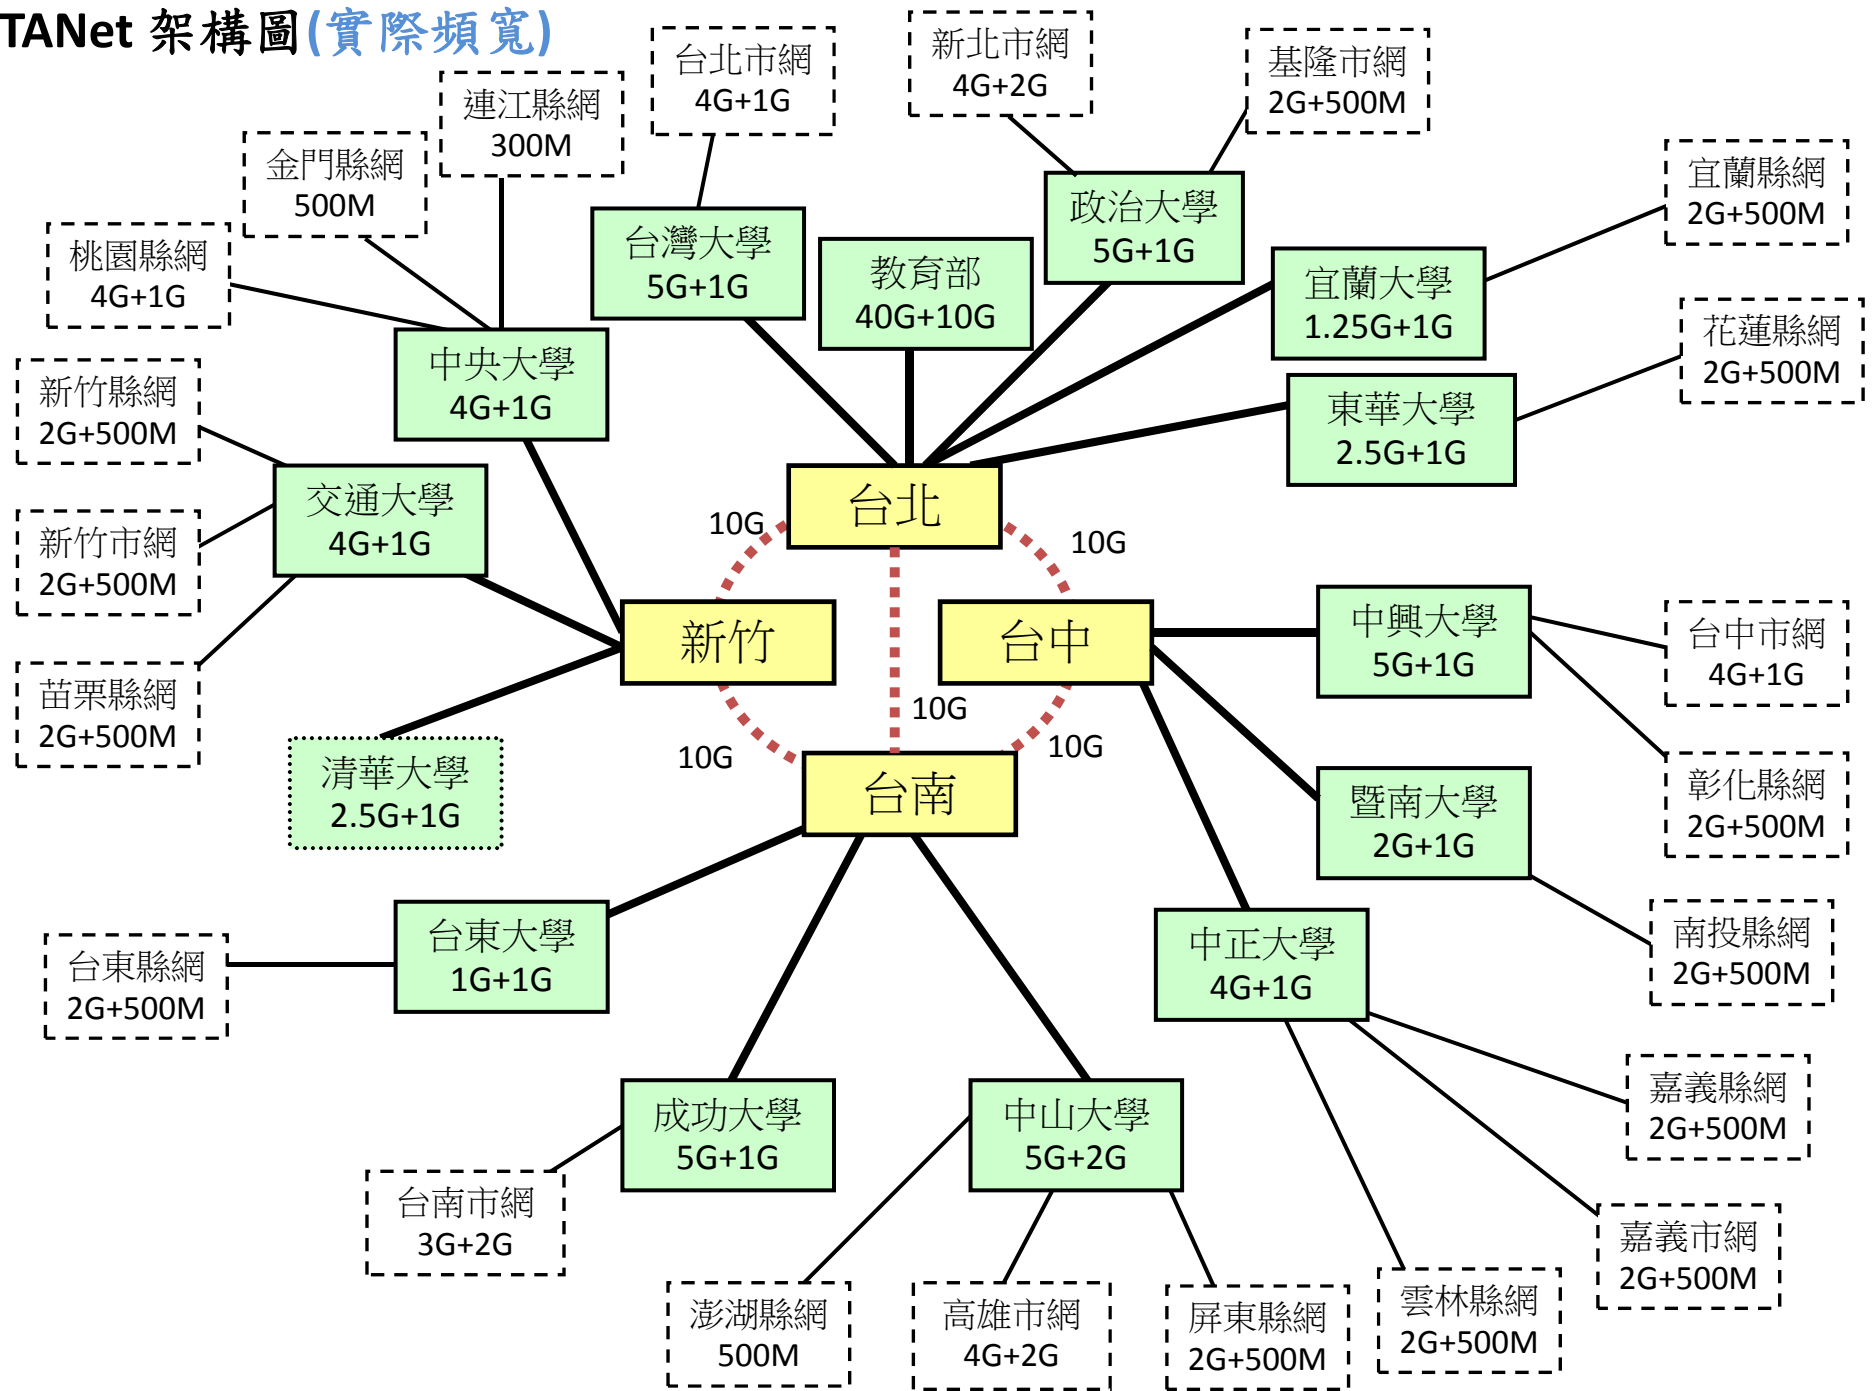 TANet 架構圖(實際頻寬)
台北市網
4G+1G
新北市網
4G+2G
基隆市網
2G+500M
連江縣網
300M
金門縣網
500M
宜蘭縣網
2G+500M
桃園縣網
4G+1G
台灣大學
5G+1G
教育部
40G+10G
政治大學
5G+1G
宜蘭大學
1.25G+1G
花蓮縣網
2G+500M
中央大學
4G+1G
東華大學
2.5G+1G
新竹縣網
2G+500M
交通大學
4G+1G
新竹市網
2G+500M
台北
10G
10G
新竹
台中
10G
10G
10G
台南
中興大學
5G+1G
台中市網
4G+1G
苗栗縣網
2G+500M
清華大學
2.5G+1G
暨南大學
2G+1G
彰化縣網
2G+500M
台東縣網
2G+500M
台東大學
1G+1G
中正大學
4G+1G
南投縣網
2G+500M
成功大學
5G+1G
中山大學
5G+2G
嘉義縣網
2G+500M
台南市網
3G+2G
嘉義市網
2G+500M
澎湖縣網
500M
高雄市網
4G+2G
屏東縣網
2G+500M
雲林縣網
2G+500M